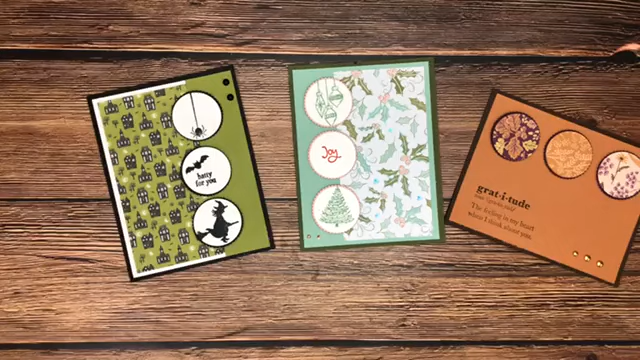 batty
for you
Joy
grat·i·tude
The feeling in my heart
when I think about you.